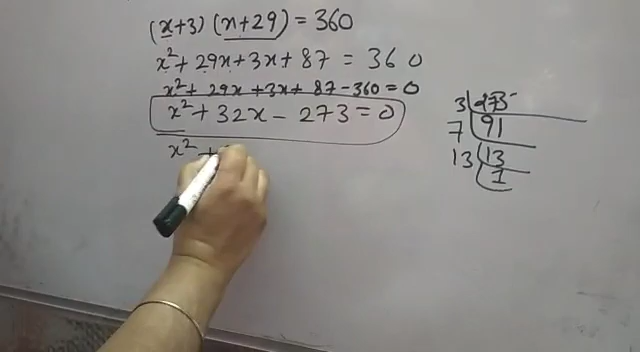 (x+3) (x+29) = 360
x² + 29x + 3x + 87 = 360
x² + 29x + 3x + 87 - 360 = 0
x² + 32x - 273 = 0
x² +
3 | 273
7 | 91
13 | 13
1